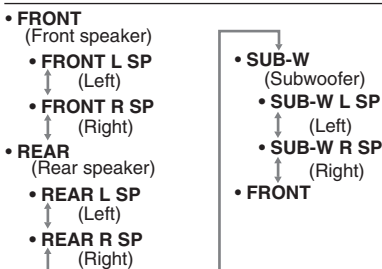 • FRONT
(Front speaker)
• FRONT L SP
(Left)
• FRONT R SP
(Right)
• REAR
(Rear speaker)
• REAR L SP
(Left)
• REAR R SP
(Right)
• SUB-W
(Subwoofer)
• SUB-W L SP
(Left)
• SUB-W R SP
(Right)
• FRONT